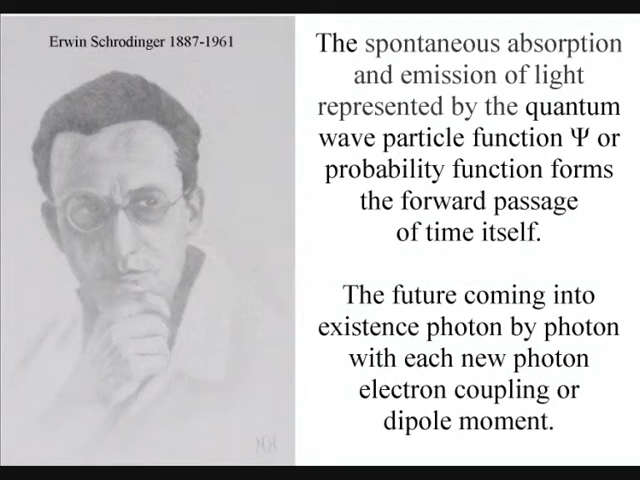 Erwin Schrodinger 1887-1961
The spontaneous absorption
and emission of light
represented by the quantum
wave particle function Ψ or
probability function forms
the forward passage
of time itself.
The future coming into
existence photon by photon
with each new photon
electron coupling or
dipole moment.